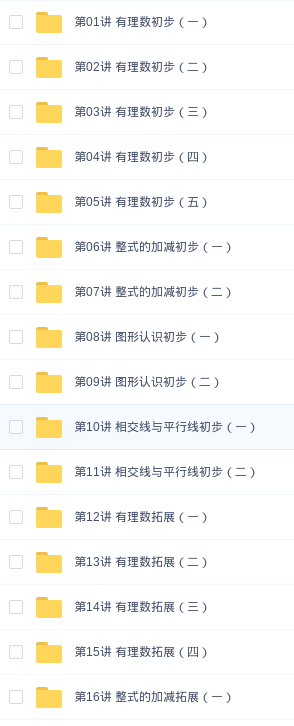 第01讲 有理数初步（一）
第02讲 有理数初步（二）
第03讲 有理数初步（三）
第04讲 有理数初步（四）
第05讲 有理数初步（五）
第06讲 整式的加减初步（一）
第07讲 整式的加减初步（二）
第08讲 图形认识初步（一）
第09讲 图形认识初步（二）
第10讲 相交线与平行线初步（一）
第11讲 相交线与平行线初步（二）
第12讲 有理数拓展（一）
第13讲 有理数拓展（二）
第14讲 有理数拓展（三）
第15讲 有理数拓展（四）
第16讲 整式的加减拓展（一）